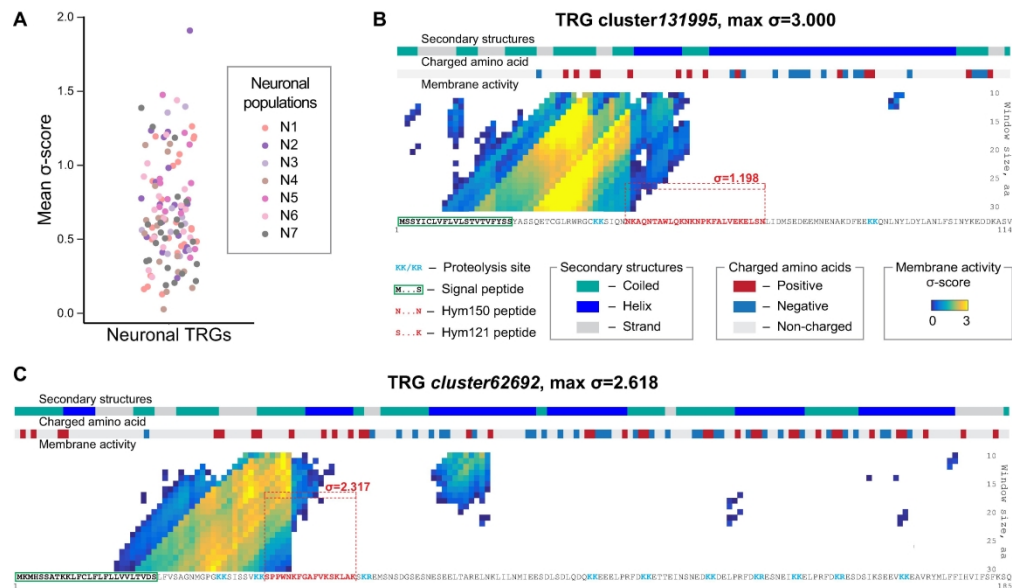 A
2.0
1.5
1.0
0.5
0.0
Mean σ-score
Neuronal TRGs
Neuronal
populations
N1
N2
N3
N4
N5
N6
N7
B
TRG cluster131995, max σ=3.000
Secondary structures
Charged amino acid
Membrane activity
10
15
20
25
30
Window size, aa
σ=1.198
1
114
KK/KR – Proteolysis site
M...S – Signal peptide
N...N – Hym150 peptide
S...K – Hym121 peptide
Secondary structures
– Coiled
– Helix
– Strand
Charged amino acids
– Positive
– Negative
– Non-charged
Membrane activity
σ-score
0 3
C
TRG cluster62692, max σ=2.618
Secondary structures
Charged amino acid
Membrane activity
10
15
20
25
30
Window size, aa
σ=2.317
1
185